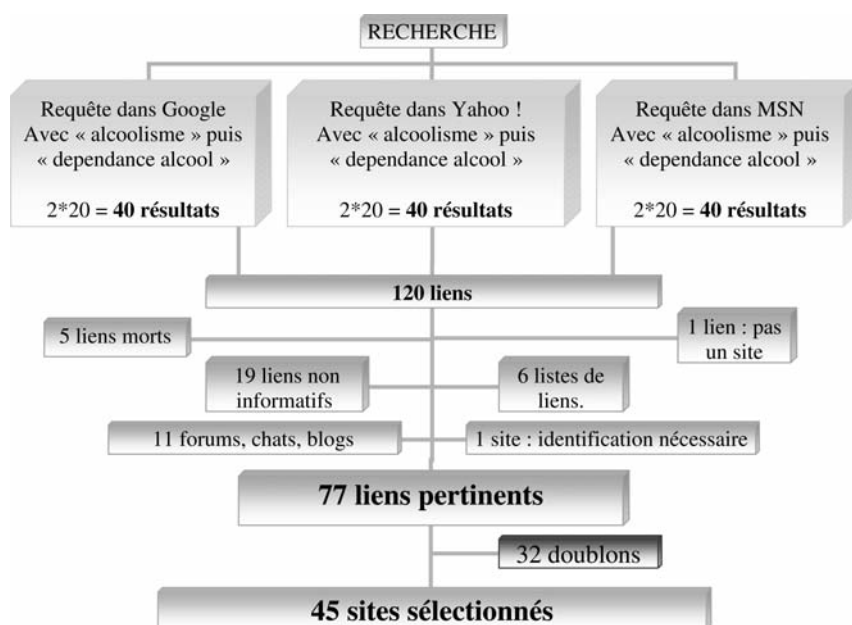 RECHERCHE
Requête dans Google
Avec « alcoolisme » puis
« dependance alcool »
2*20 = 40 résultats
Requête dans Yahoo !
Avec « alcoolisme » puis
« dependance alcool »
2*20 = 40 résultats
Requête dans MSN
Avec « alcoolisme » puis
« dependance alcool »
2*20 = 40 résultats
120 liens
5 liens morts
1 lien : pas
un site
19 liens non
informatifs
6 listes de
liens.
11 forums, chats, blogs
1 site : identification nécessaire
77 liens pertinents
32 doublons
45 sites sélectionnés